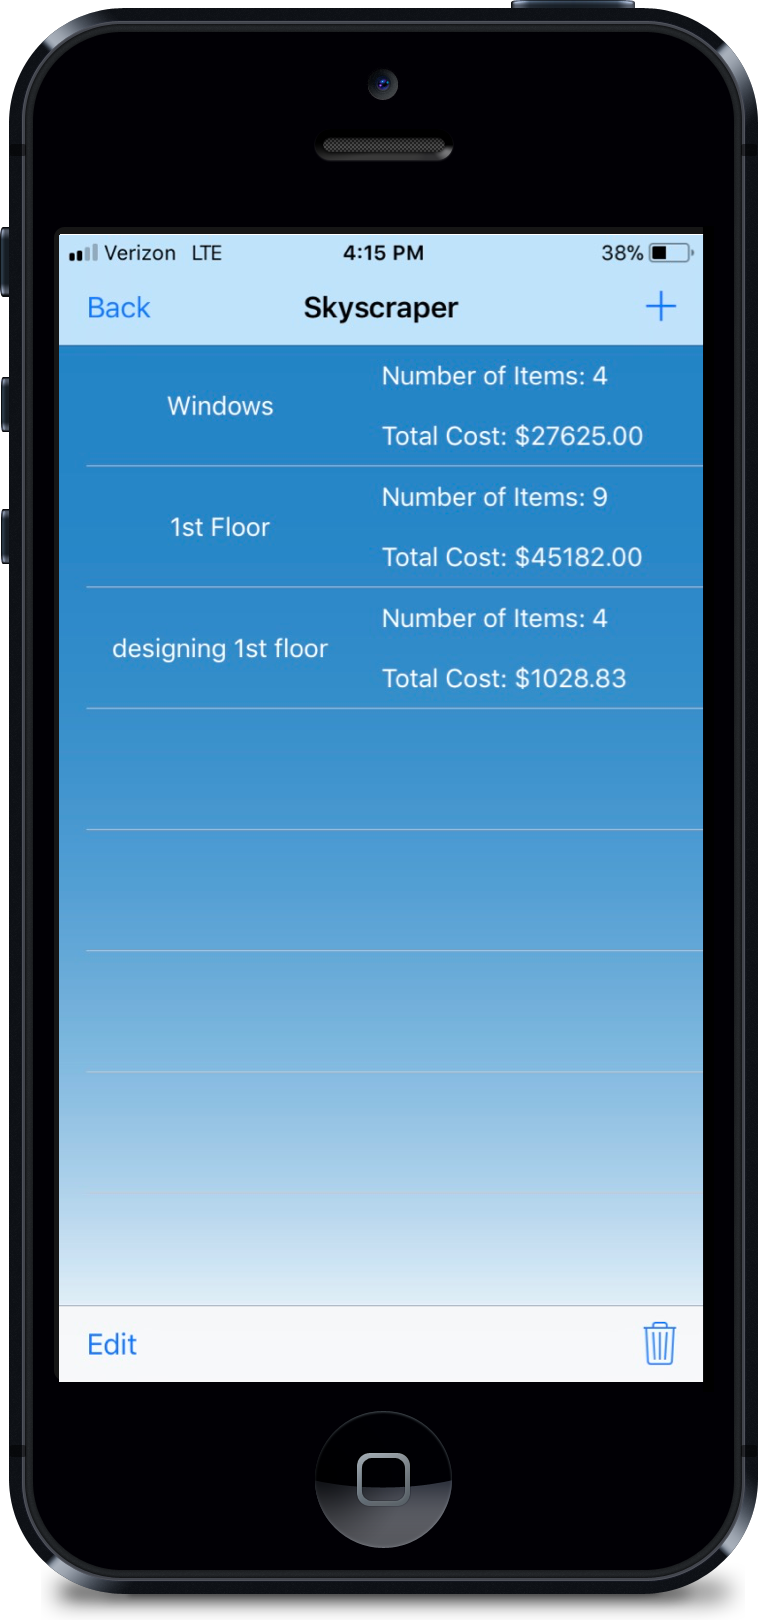 Verizon LTE 4:15 PM 38%
Back Skyscraper +
Windows
Number of Items: 4
Total Cost: $27625.00
1st Floor
Number of Items: 9
Total Cost: $45182.00
designing 1st floor
Number of Items: 4
Total Cost: $1028.83
Edit